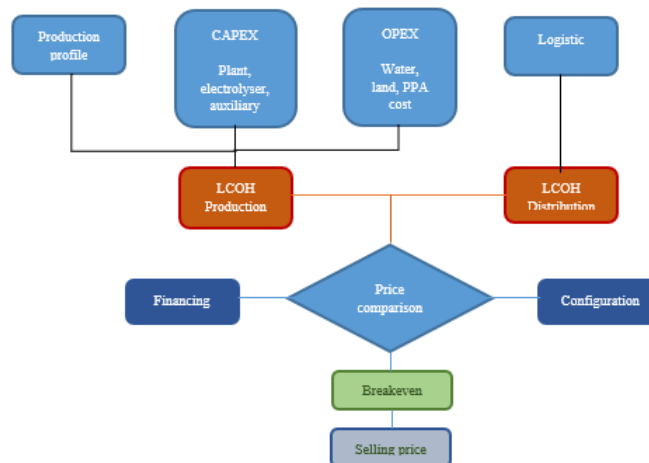 Production
profile
CAPEX
Plant,
electrolyser,
auxiliary
OPEX
Water,
land, PPA
cost
Logistic
LCOH
Production
LCOH
Distribution
Financing
Price
comparison
Configuration
Breakeven
Selling price